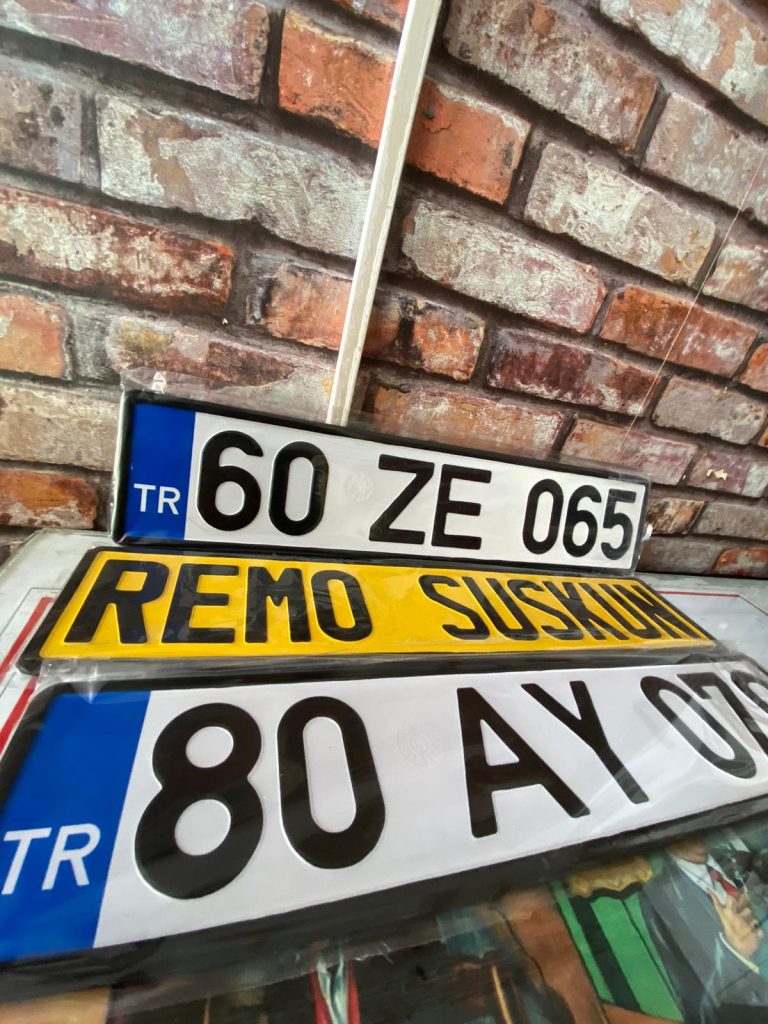 TR 60 ZE 065
REMO SUSKUN
TR 80 AY